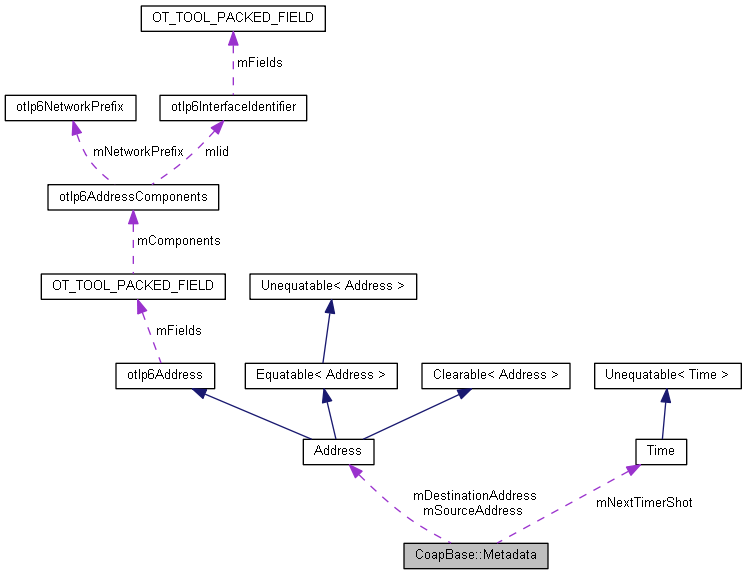 OT_TOOL_PACKED_FIELD
mFields
otIp6NetworkPrefix
otIp6InterfaceIdentifier
mNetworkPrefix
mIid
otIp6AddressComponents
mComponents
OT_TOOL_PACKED_FIELD
Unequatable< Address >
mFields
otIp6Address
Equatable< Address >
Clearable< Address >
Unequatable< Time >
Address
Time
mDestinationAddress
mSourceAddress
mNextTimerShot
CoapBase::Metadata